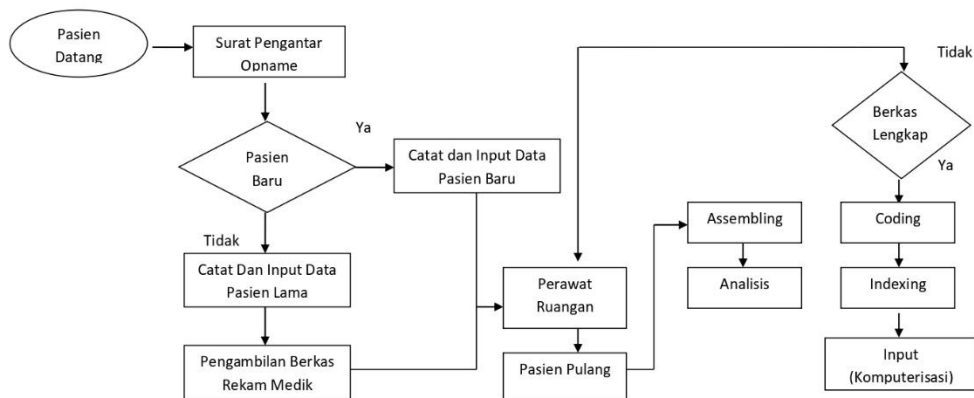 Pasien
Datang
Surat Pengantar
Opname
Pasien
Baru
Ya
Catat dan Input Data
Pasien Baru
Tidak
Catat Dan Input Data
Pasien Lama
Pengambilan Berkas
Rekam Medik
Perawat
Ruangan
Pasien Pulang
Assembling
Analisis
Tidak
Berkas
Lengkap
Ya
Coding
Indexing
Input
(Komputerisasi)